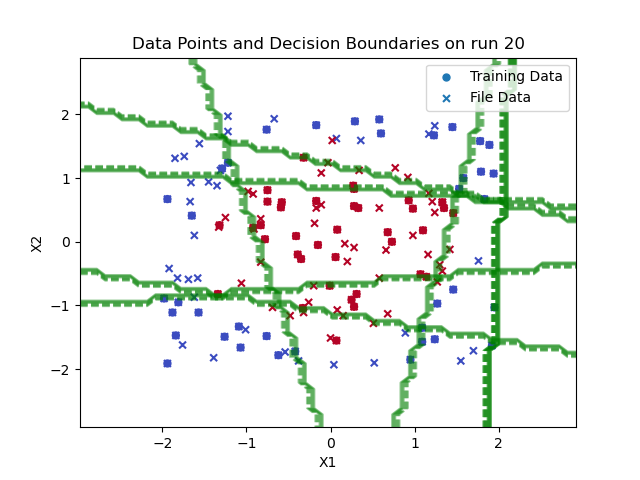 Data Points and Decision Boundaries on run 20
Training Data
File Data
X2
2
1
0
−1
−2
−2 −1 0 1 2
X1